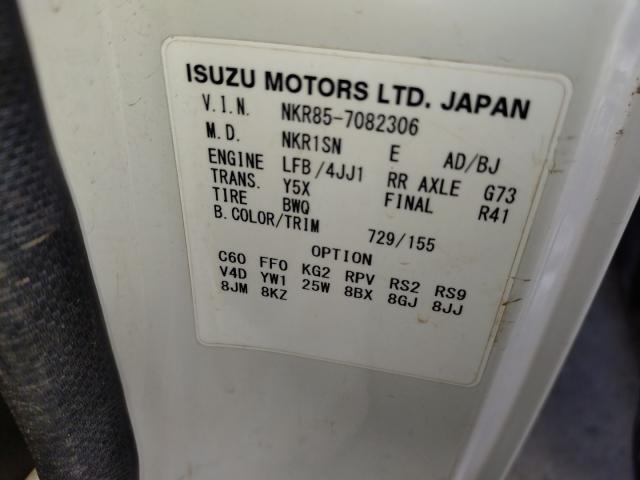 ISUZU MOTORS LTD. JAPAN
V.I.N. NKR85-7082306
M.D. NKR1SN E AD/BJ
ENGINE LFB/4JJ1 RR AXLE G73
TRANS. Y5X FINAL R41
TIRE BWQ
B.COLOR/TRIM 729/155
OPTION
C60 FF0 KG2 RPV RS2 RS9
V4D YW1 25W 8BX 8GJ 8JJ
8JM 8KZ